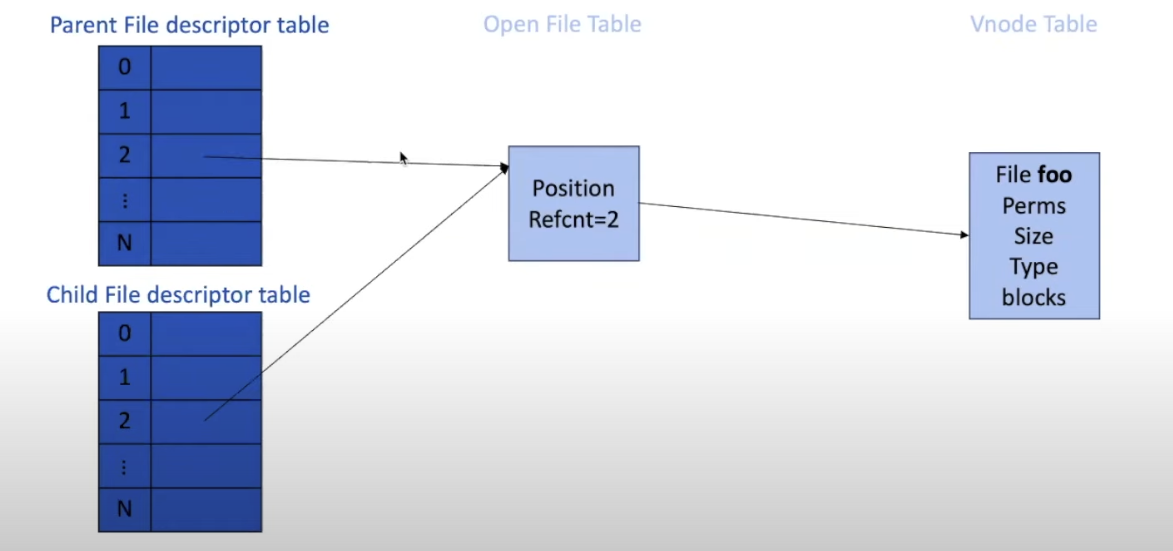 Parent File descriptor table
Open File Table
Vnode Table
0
1
2
⋮
N
Position
Refcnt=2
File foo
Perms
Size
Type
blocks
Child File descriptor table
0
1
2
⋮
N